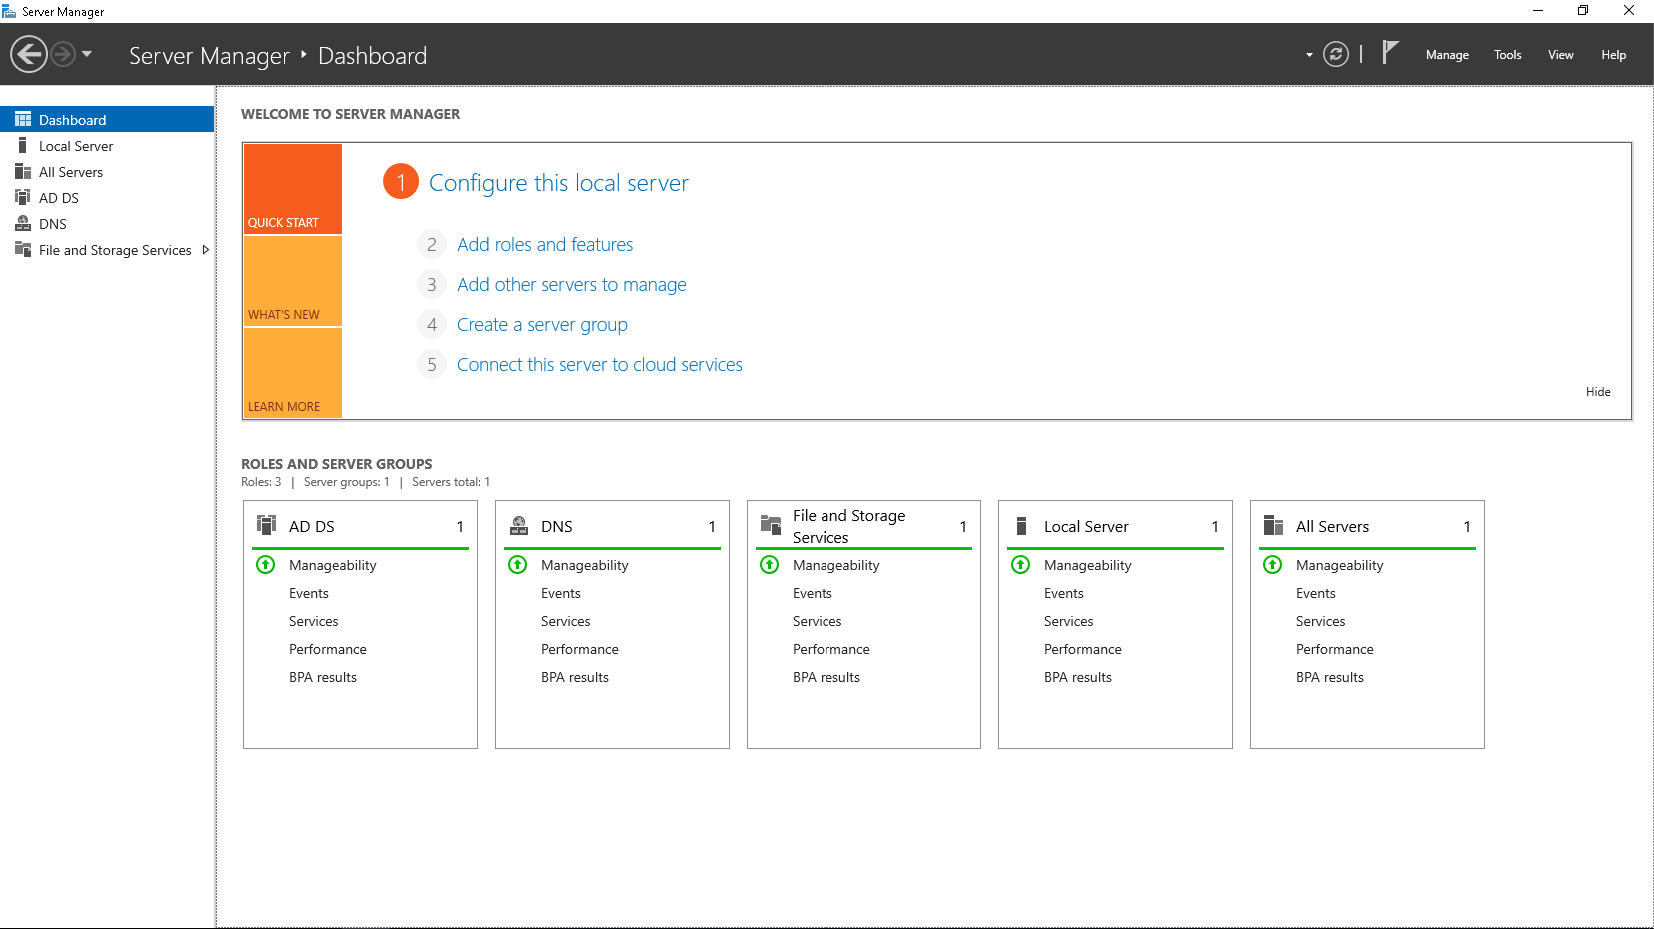 Server Manager
Server Manager ‣ Dashboard
Manage Tools View Help
Dashboard
Local Server
All Servers
AD DS
DNS
File and Storage Services
WELCOME TO SERVER MANAGER
QUICK START
WHAT'S NEW
LEARN MORE
1 Configure this local server
2 Add roles and features
3 Add other servers to manage
4 Create a server group
5 Connect this server to cloud services
Hide
ROLES AND SERVER GROUPS
Roles: 3 | Server groups: 1 | Servers total: 1
AD DS 1
Manageability
Events
Services
Performance
BPA results
DNS 1
Manageability
Events
Services
Performance
BPA results
File and Storage
Services 1
Manageability
Events
Services
Performance
BPA results
Local Server 1
Manageability
Events
Services
Performance
BPA results
All Servers 1
Manageability
Events
Services
Performance
BPA results